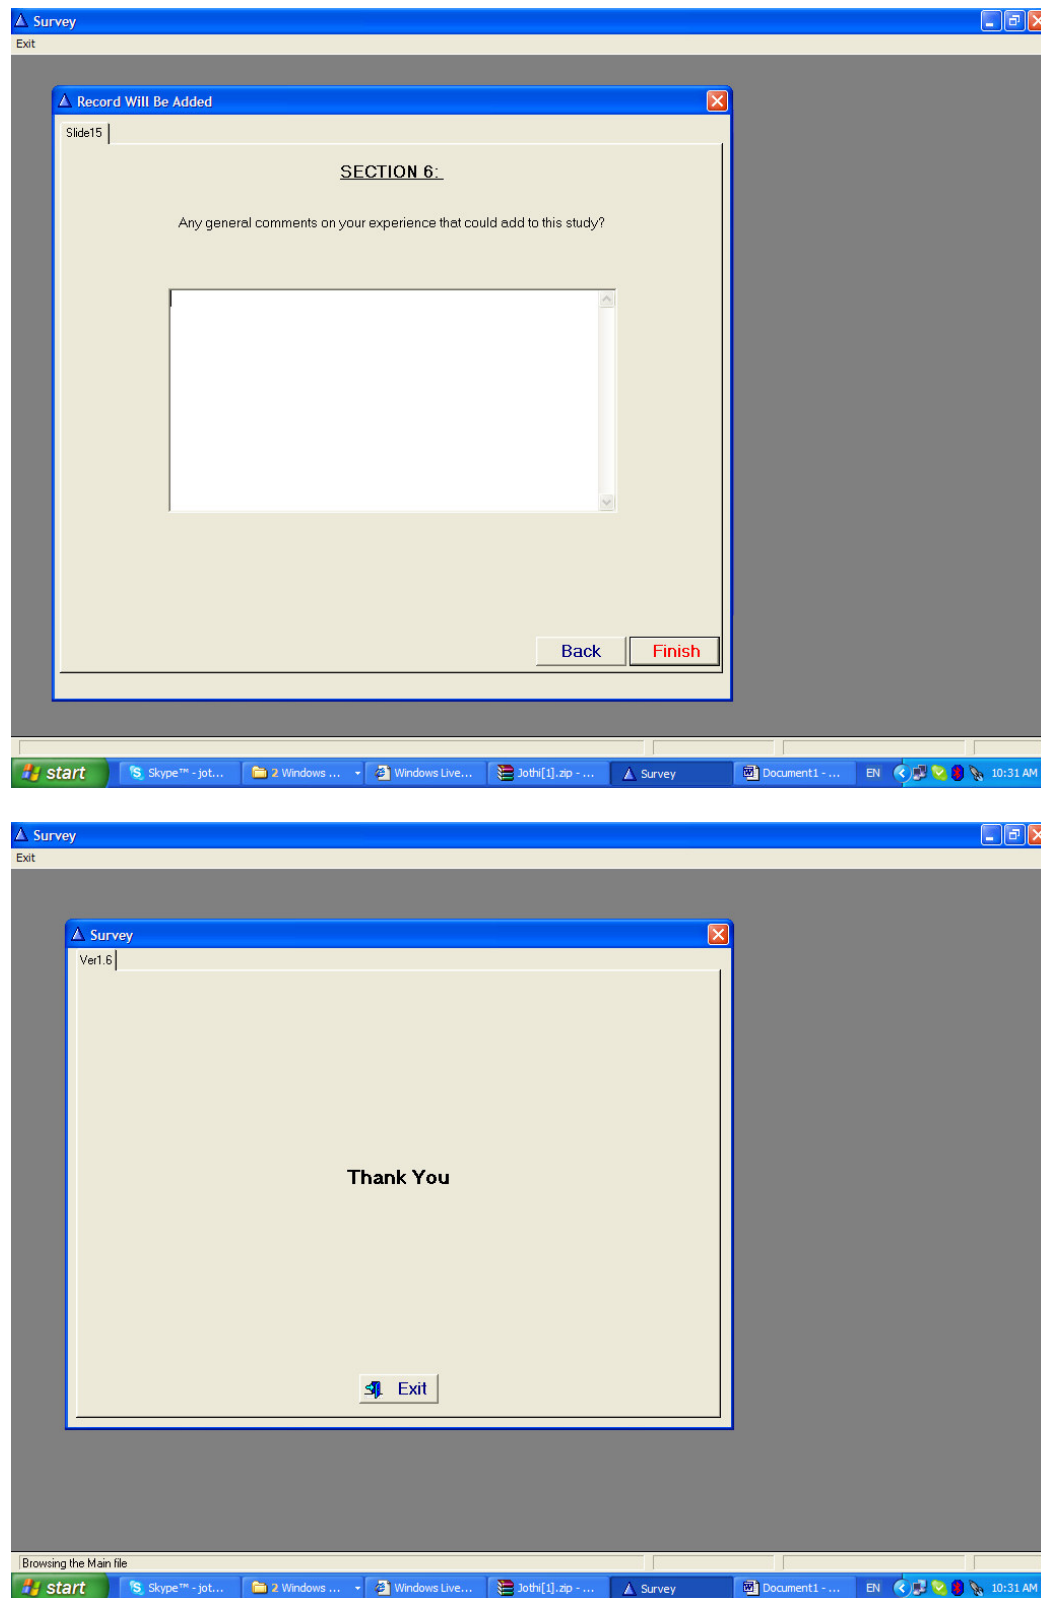 Survey
Exit
Record Will Be Added
Slide15
SECTION 6:
Any general comments on your experience that could add to this study?
Back Finish
start Skype™ - jot... 2 Windows ... Windows Live... Jothi[1].zip - ... Survey Document1 - ... EN 10:31 AM
Survey
Exit
Survey
Ver1.6
Thank You
Exit
Browsing the Main file
start Skype™ - jot... 2 Windows ... Windows Live... Jothi[1].zip - ... Survey Document1 - ... EN 10:31 AM